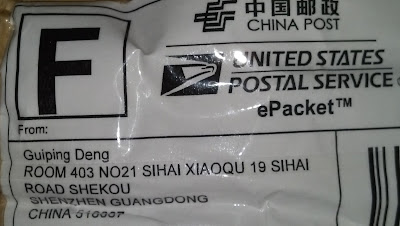 中国邮政
CHINA POST
F
UNITED STATES
POSTAL SERVICE
ePacket™
From:
Guiping Deng
ROOM 403 NO21 SIHAI XIAOQU 19 SIHAI
ROAD SHEKOU
SHENZHEN GUANGDONG
CHINA